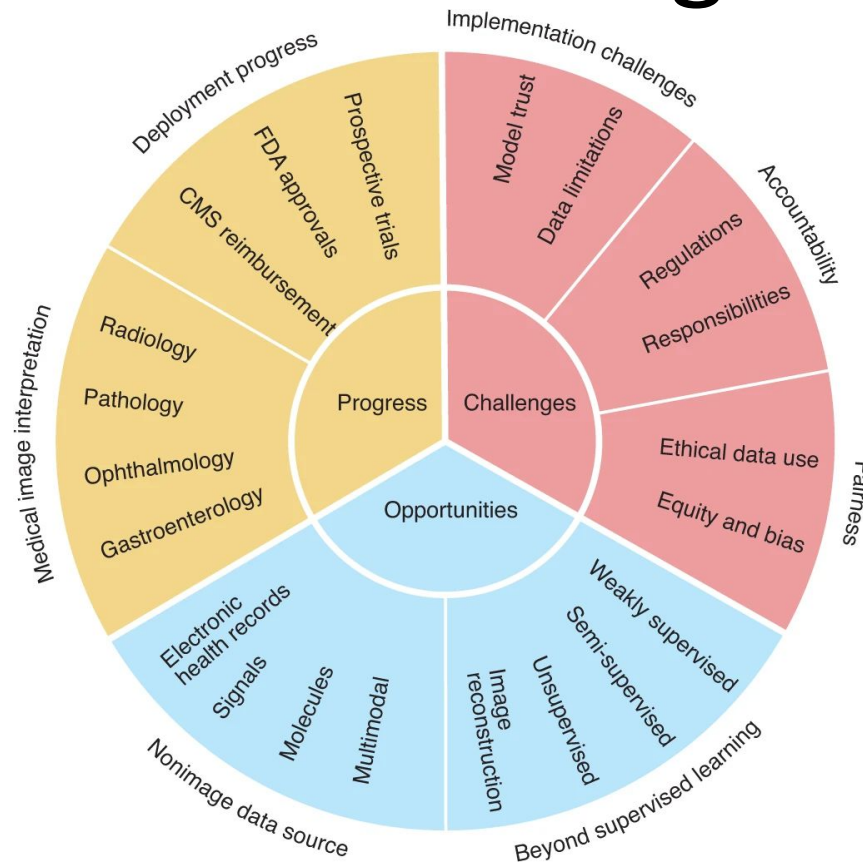 Implementation challenges
Deployment progress
Accountability
Fairness
Medical image interpretation
Nonimage data source
Beyond supervised learning
Prospective trials
FDA approvals
CMS reimbursement
Model trust
Data limitations
Regulations
Responsibilities
Radiology
Pathology
Ophthalmology
Gastroenterology
Progress
Challenges
Opportunities
Ethical data use
Equity and bias
Electronic
health records
Signals
Molecules
Multimodal
Image
reconstruction
Unsupervised
Semi-supervised
Weakly supervised